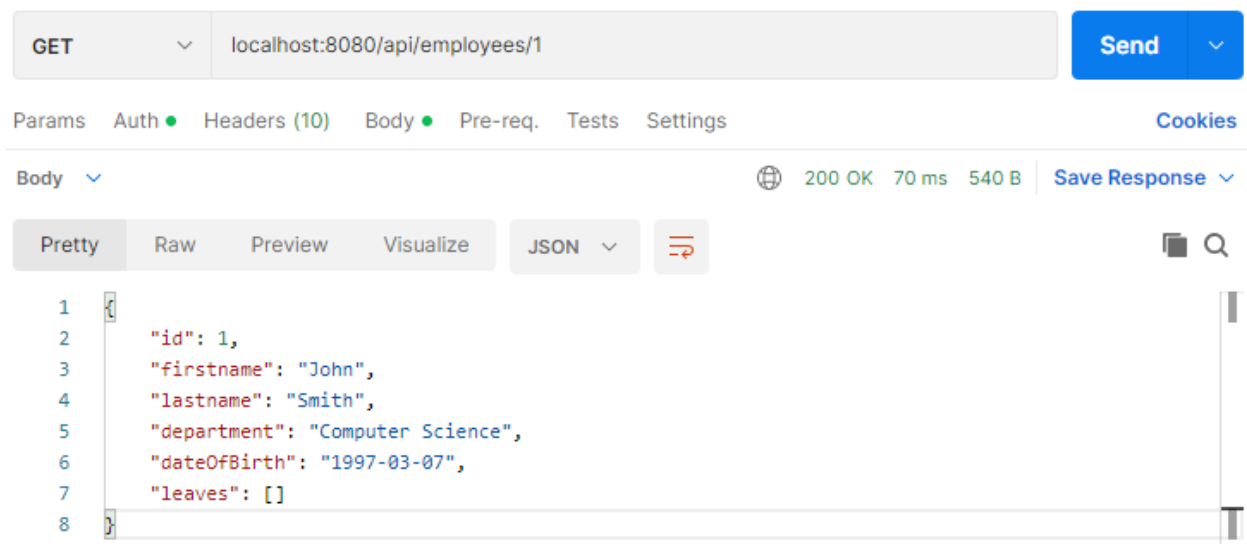 GET localhost:8080/api/employees/1 Send
Params Auth Headers (10) Body Pre-req. Tests Settings Cookies
Body 200 OK 70 ms 540 B Save Response
Pretty Raw Preview Visualize JSON
1 {
2 "id": 1,
3 "firstname": "John",
4 "lastname": "Smith",
5 "department": "Computer Science",
6 "dateOfBirth": "1997-03-07",
7 "leaves": []
8 }